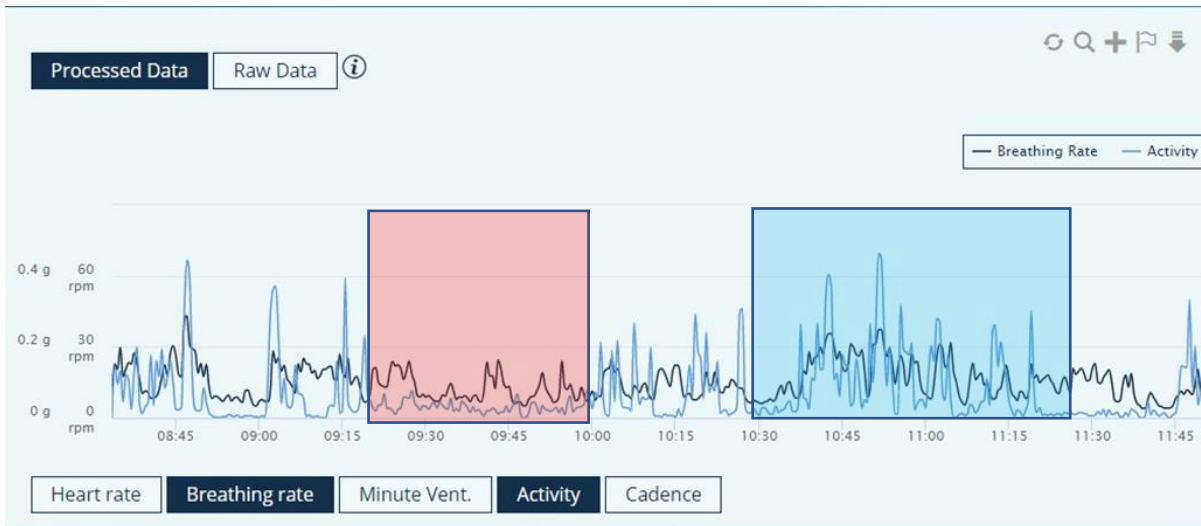 Processed Data Raw Data i
Breathing Rate Activity
0.4 g 60
rpm
0.2 g 30
rpm
0 g 0
rpm
08:45 09:00 09:15 09:30 09:45 10:00 10:15 10:30 10:45 11:00 11:15 11:30 11:45
Heart rate Breathing rate Minute Vent. Activity Cadence